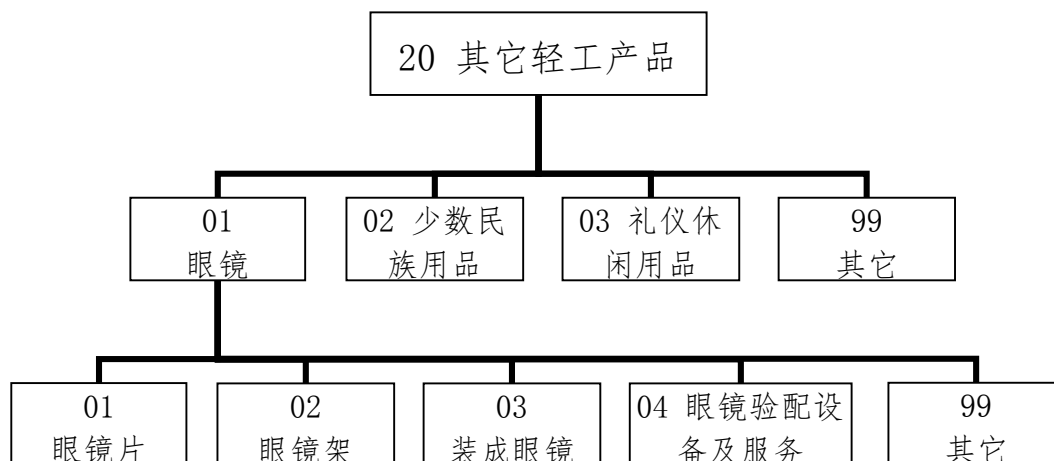 20 其它轻工产品
01
眼镜
02 少数民
族用品
03 礼仪休
闲用品
99
其它
01
眼镜片
02
眼镜架
03
装成眼镜
04 眼镜验配设
备及服务
99
其它